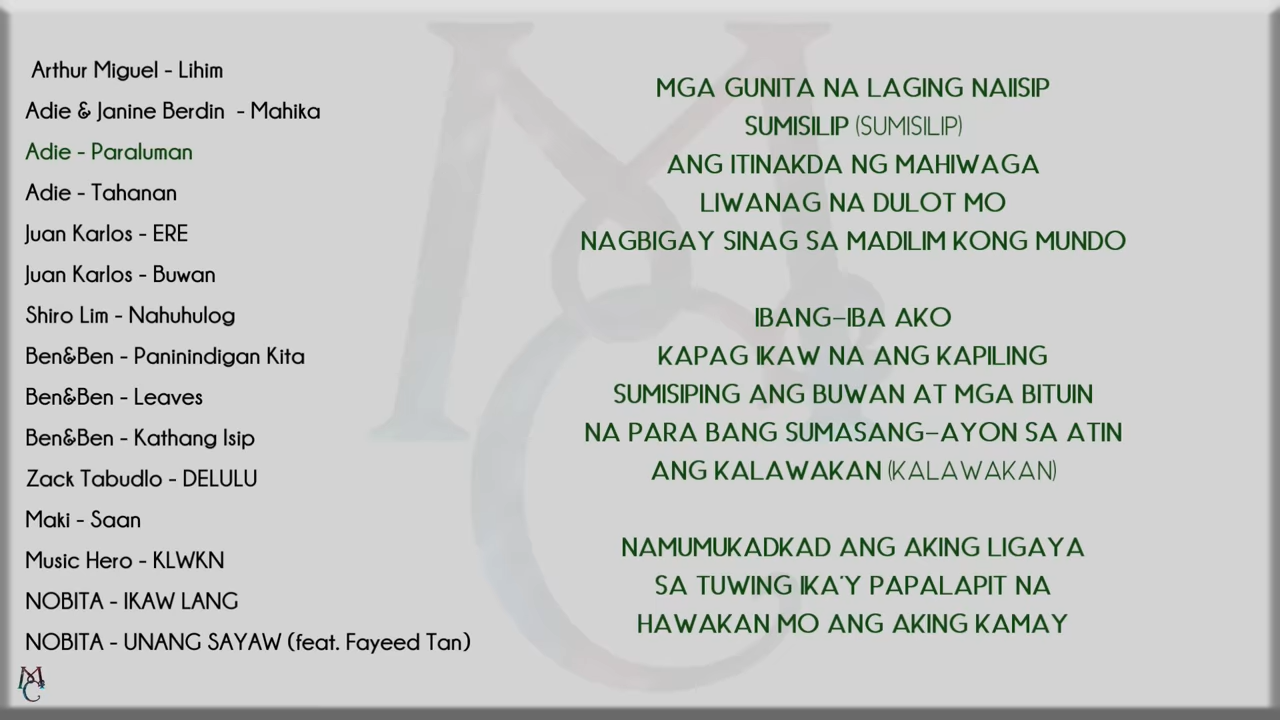 Arthur Miguel - Lihim
Adie & Janine Berdin - Mahika
Adie - Paraluman
Adie - Tahanan
Juan Karlos - ERE
Juan Karlos - Buwan
Shiro Lim - Nahuhulog
Ben&Ben - Paninindigan Kita
Ben&Ben - Leaves
Ben&Ben - Kathang Isip
Zack Tabudlo - DELULU
Maki - Saan
Music Hero - KLWKN
NOBITA - IKAW LANG
NOBITA - UNANG SAYAW (feat. Fayeed Tan)
MC
MGA GUNITA NA LAGING NAIISIP
SUMISILIP (SUMISILIP)
ANG ITINAKDA NG MAHIWAGA
LIWANAG NA DULOT MO
NAGBIGAY SINAG SA MADILIM KONG MUNDO
IBANG-IBA AKO
KAPAG IKAW NA ANG KAPILING
SUMISIPING ANG BUWAN AT MGA BITUIN
NA PARA BANG SUMASANG-AYON SA ATIN
ANG KALAWAKAN (KALAWAKAN)
NAMUMUKADKAD ANG AKING LIGAYA
SA TUWING IKA'Y PAPALAPIT NA
HAWAKAN MO ANG AKING KAMAY